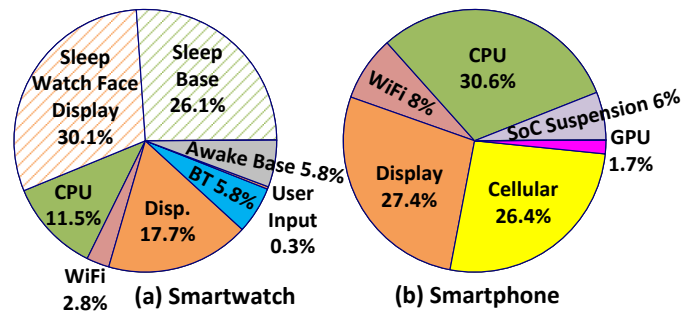 Sleep
Watch Face
Display
30.1%
Sleep
Base
26.1%
Awake Base 5.8%
BT 5.8%
User
Input
0.3%
Disp.
17.7%
WiFi
2.8%
CPU
11.5%
(a) Smartwatch
CPU
30.6%
WiFi 8%
SoC Suspension 6%
GPU
1.7%
Display
27.4%
Cellular
26.4%
(b) Smartphone